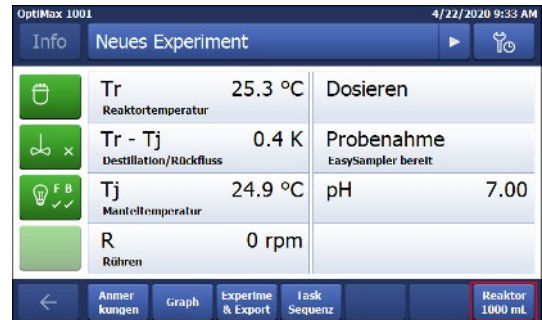 OptiMax 1001 4/22/2020 9:33 AM
Info Neues Experiment
Tr 25.3 °C Dosieren
Reaktortemperatur
Tr - Tj 0.4 K Probenahme
Destillation/Rückfluss EasySampler bereit
F B
Tj 24.9 °C pH 7.00
Manteltemperatur
R 0 rpm
Rühren
Anmer Experime Task Reaktor
kungen Graph & Export Sequenz 1000 mL